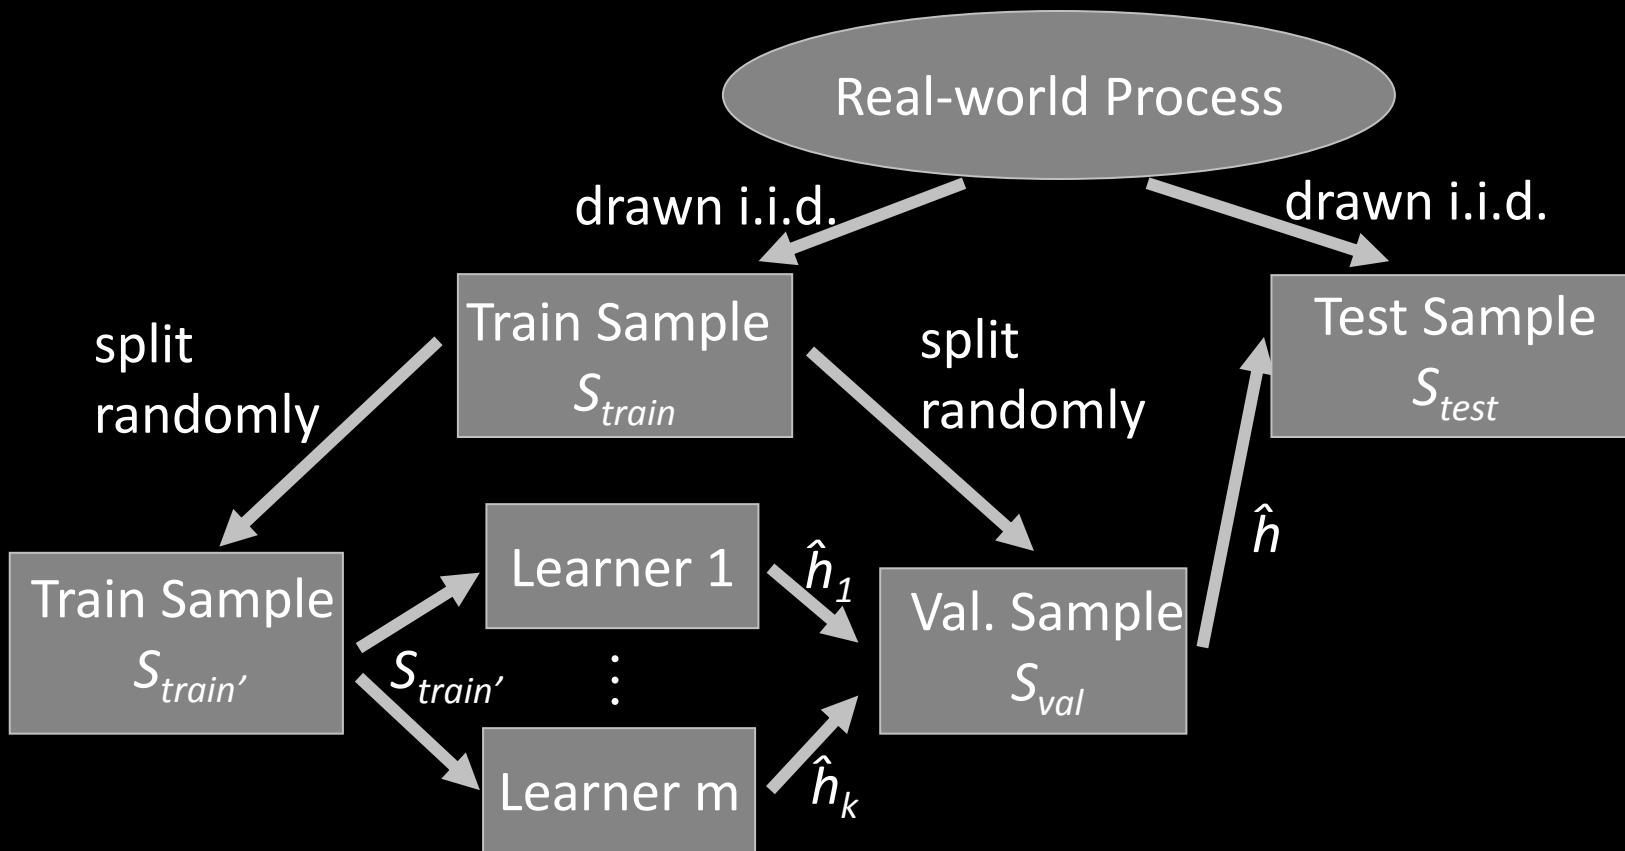 Real-world Process
drawn i.i.d.
drawn i.i.d.
Train Sample
S_train
Test Sample
S_test
split
randomly
split
randomly
Train Sample
S_train’
S_train’
Learner 1
⋮
Learner m
ĥ_1
ĥ_k
Val. Sample
S_val
ĥ